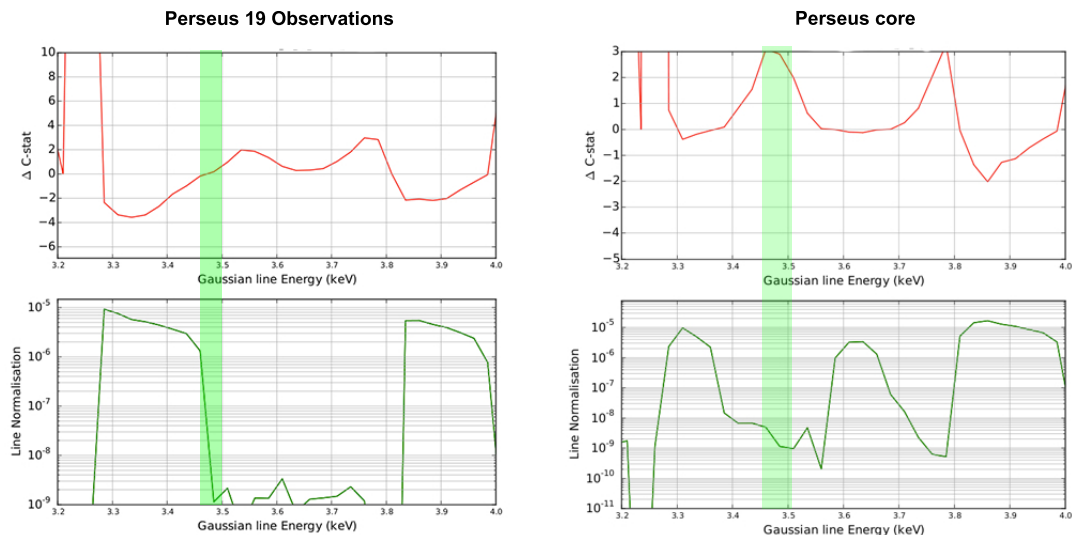 Perseus 19 Observations
Perseus core
10
8
6
4
2
0
−2
−4
−6
Δ C-stat
3.2 3.3 3.4 3.5 3.6 3.7 3.8 3.9 4.0
Gaussian line Energy (keV)
3
2
1
0
−1
−2
−3
−4
−5
Δ C-stat
3.2 3.3 3.4 3.5 3.6 3.7 3.8 3.9 4.0
Gaussian line Energy (keV)
10⁻⁵
10⁻⁶
10⁻⁷
10⁻⁸
10⁻⁹
Line Normalisation
3.2 3.3 3.4 3.5 3.6 3.7 3.8 3.9 4.0
Gaussian line Energy (keV)
10⁻⁵
10⁻⁶
10⁻⁷
10⁻⁸
10⁻⁹
10⁻¹⁰
10⁻¹¹
Line Normalisation
3.2 3.3 3.4 3.5 3.6 3.7 3.8 3.9 4.0
Gaussian line Energy (keV)